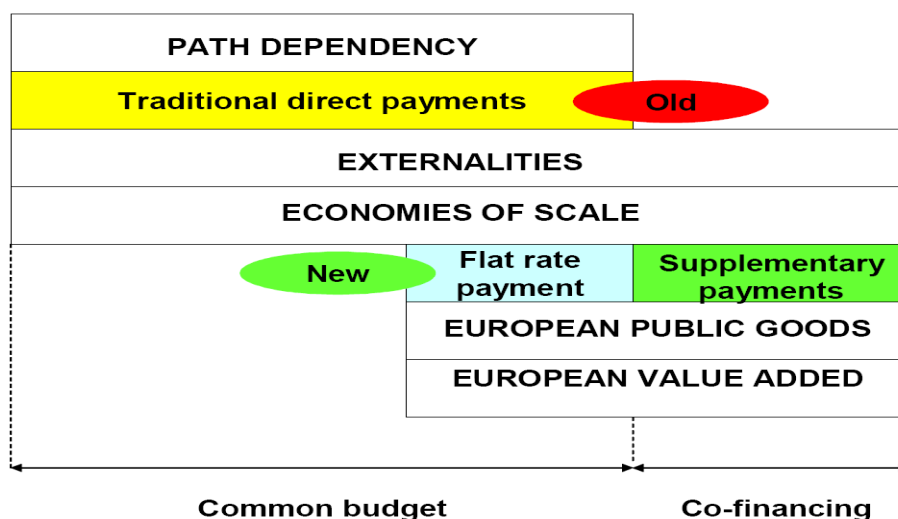 PATH DEPENDENCY
Traditional direct payments
Old
EXTERNALITIES
ECONOMIES OF SCALE
New
Flat rate
payment
Supplementary
payments
EUROPEAN PUBLIC GOODS
EUROPEAN VALUE ADDED
Common budget
Co-financing